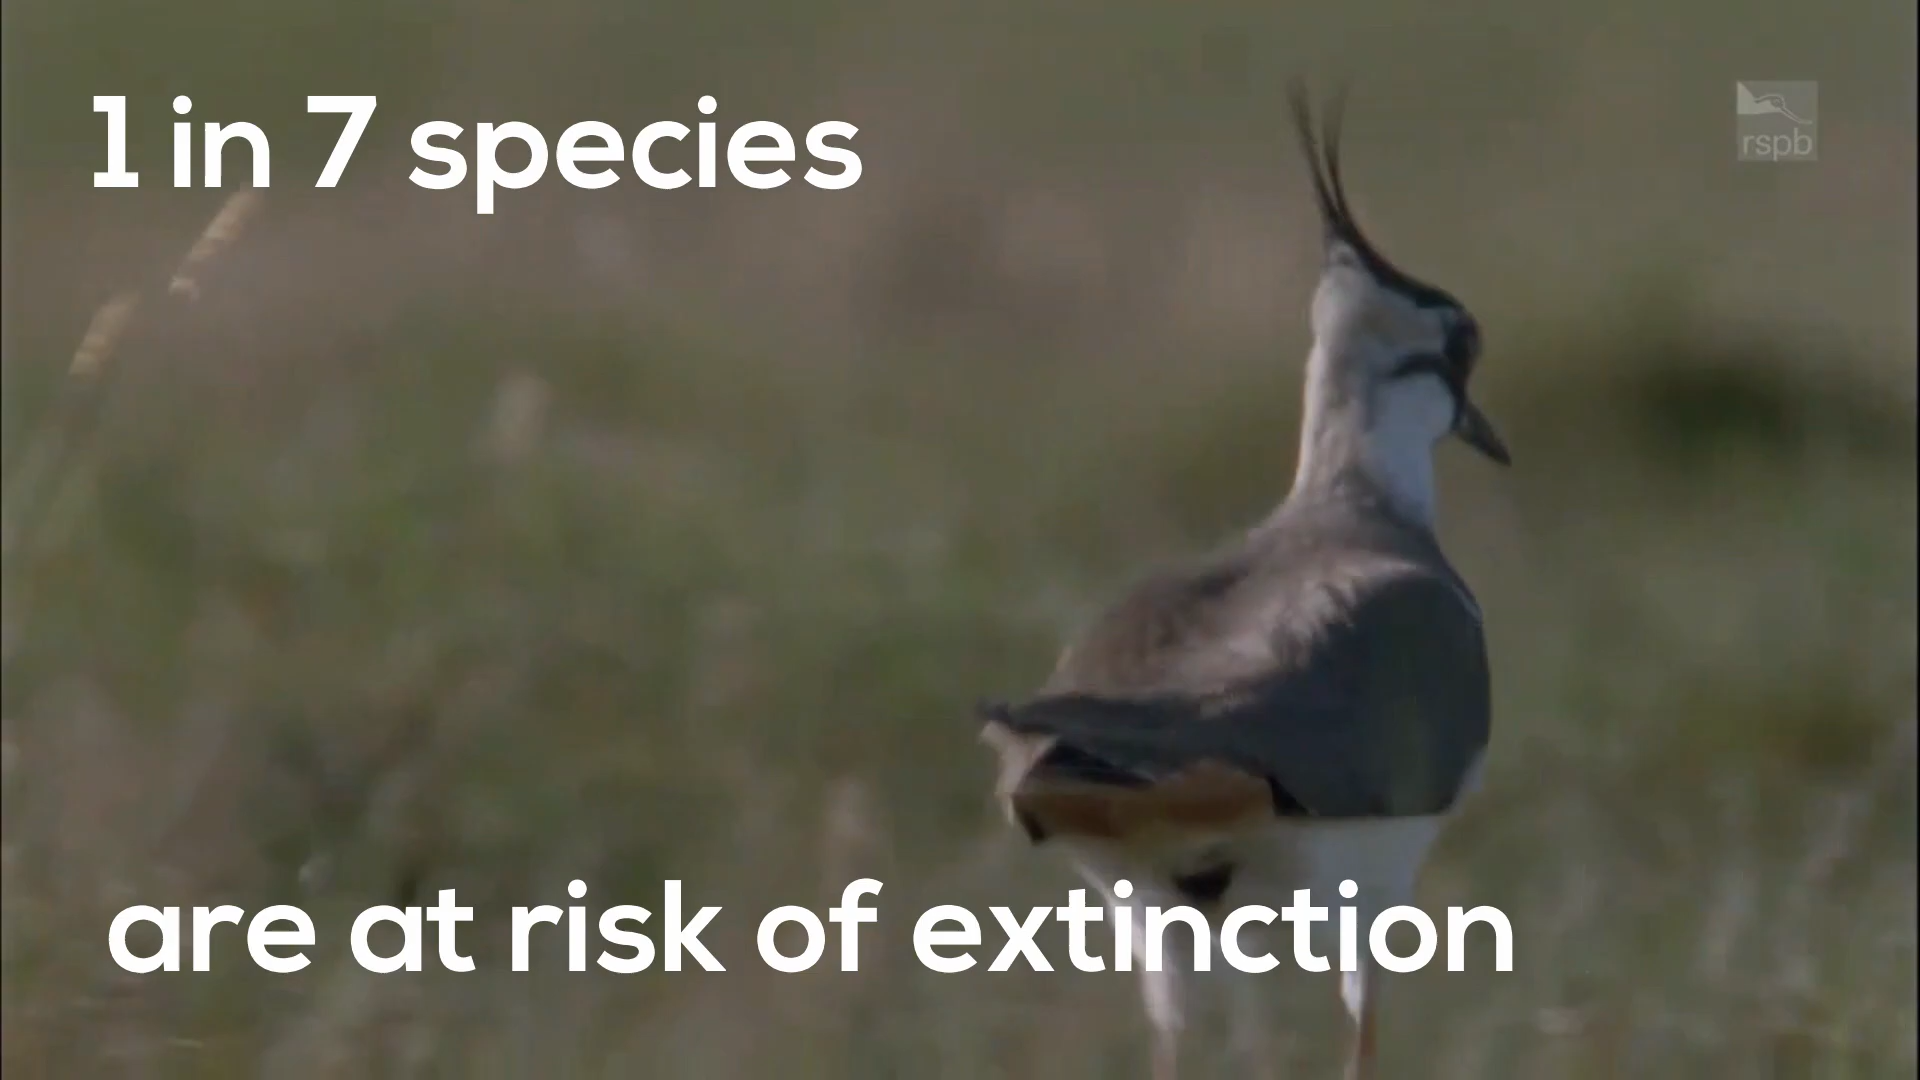 1 in 7 species
rspb
are at risk of extinction